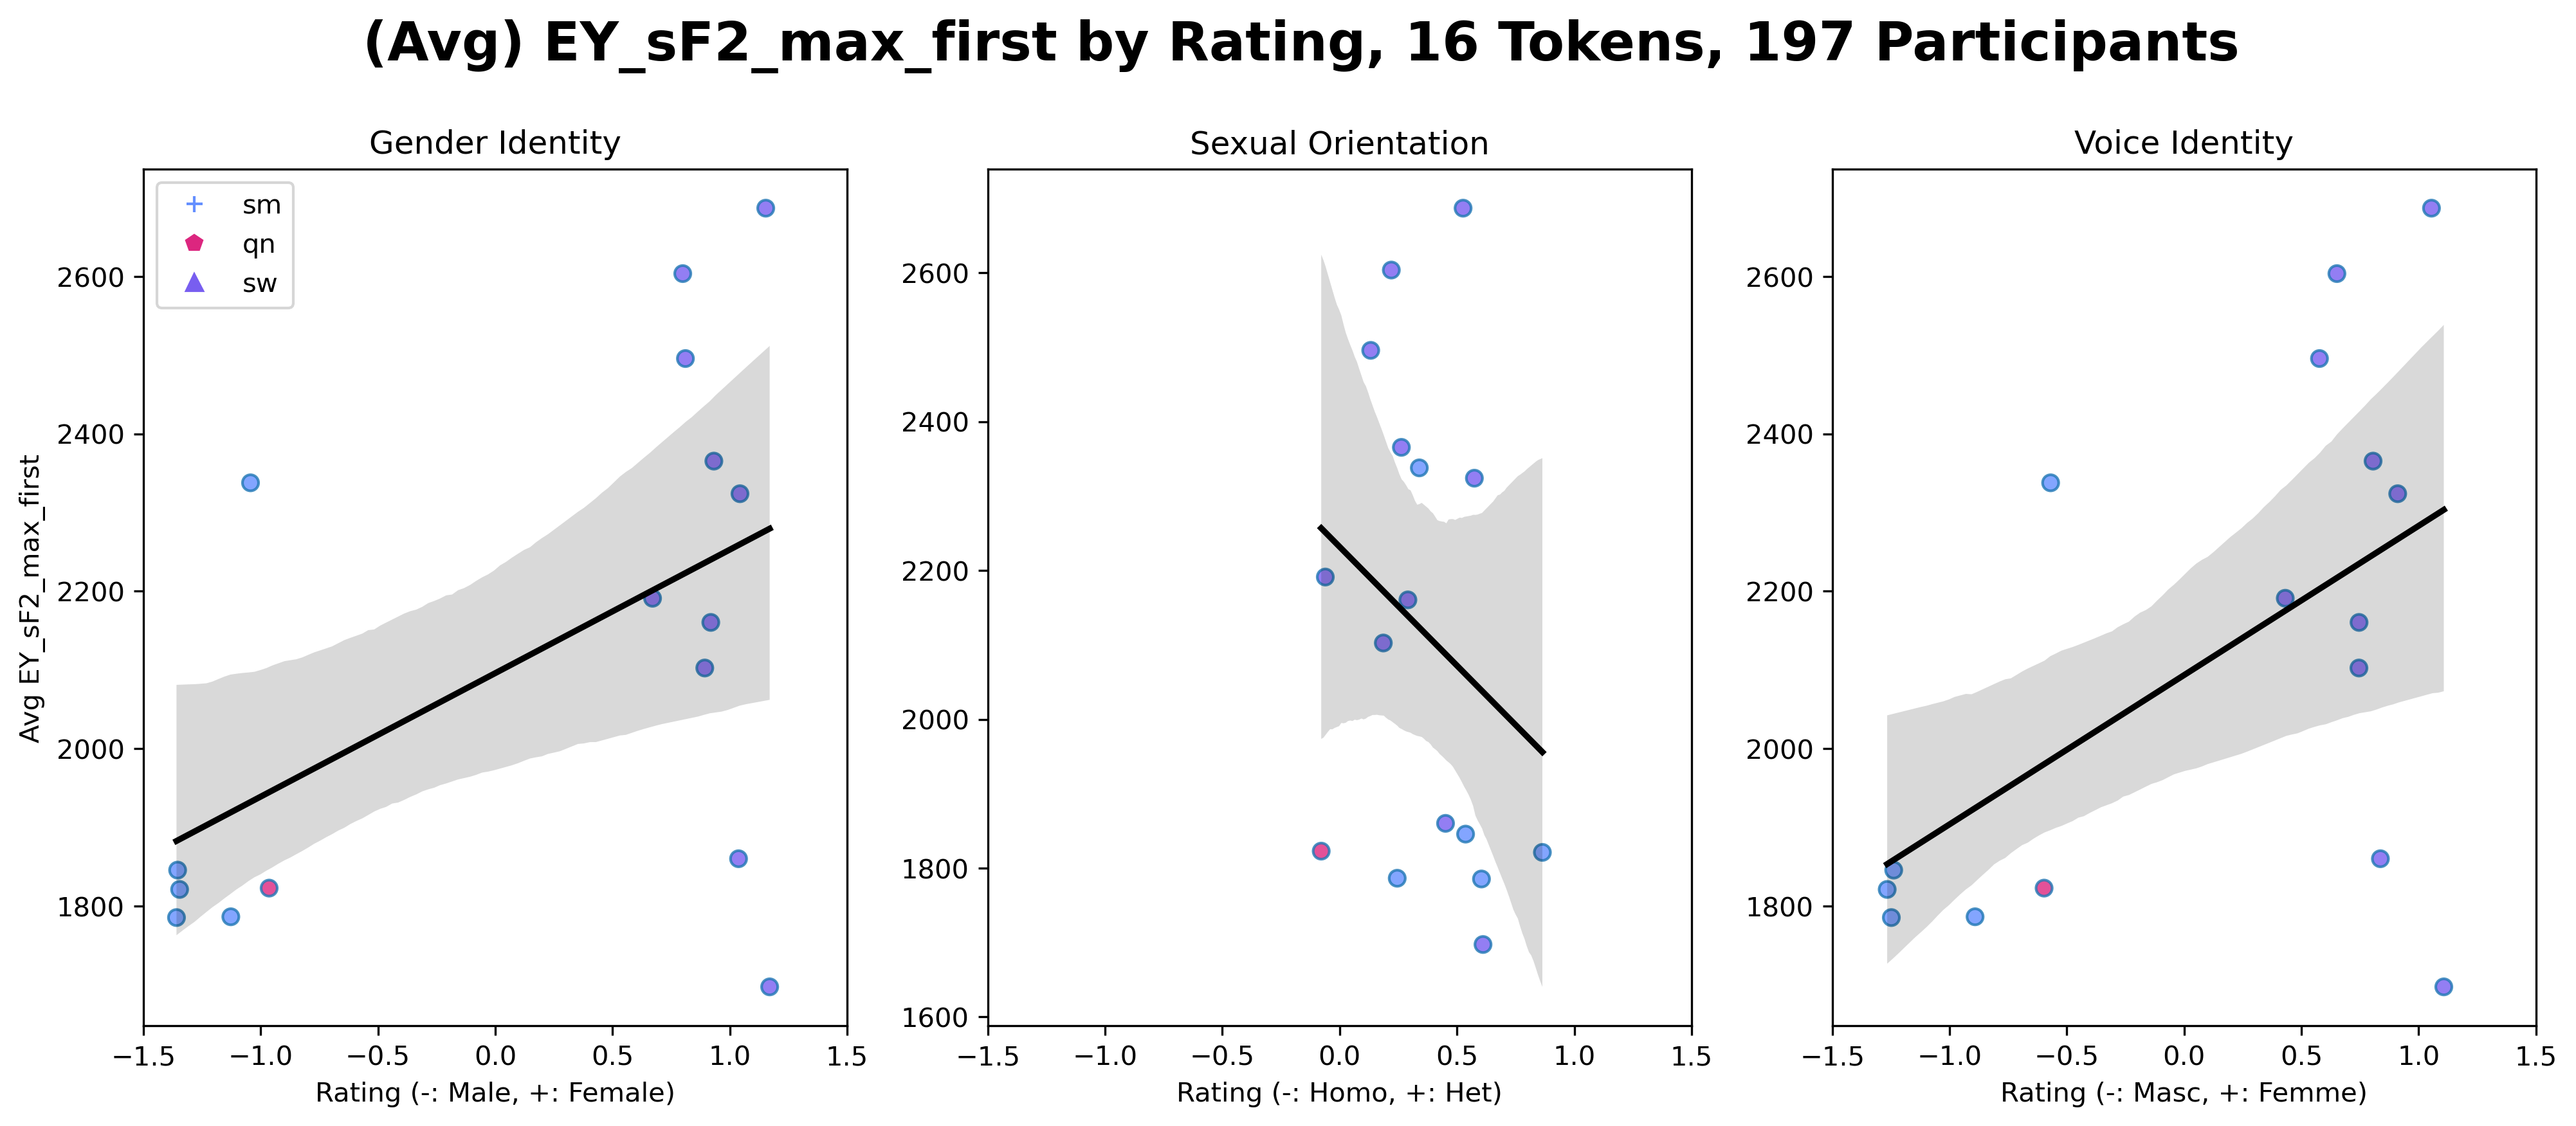 (Avg) EY_sF2_max_first by Rating, 16 Tokens, 197 Participants
Gender Identity
sm
qn
sw
2600
2400
2200
2000
1800
Avg EY_sF2_max_first
−1.5 −1.0 −0.5 0.0 0.5 1.0 1.5
Rating (-: Male, +: Female)
Sexual Orientation
2600
2400
2200
2000
1800
1600
−1.5 −1.0 −0.5 0.0 0.5 1.0 1.5
Rating (-: Homo, +: Het)
Voice Identity
2600
2400
2200
2000
1800
−1.5 −1.0 −0.5 0.0 0.5 1.0 1.5
Rating (-: Masc, +: Femme)